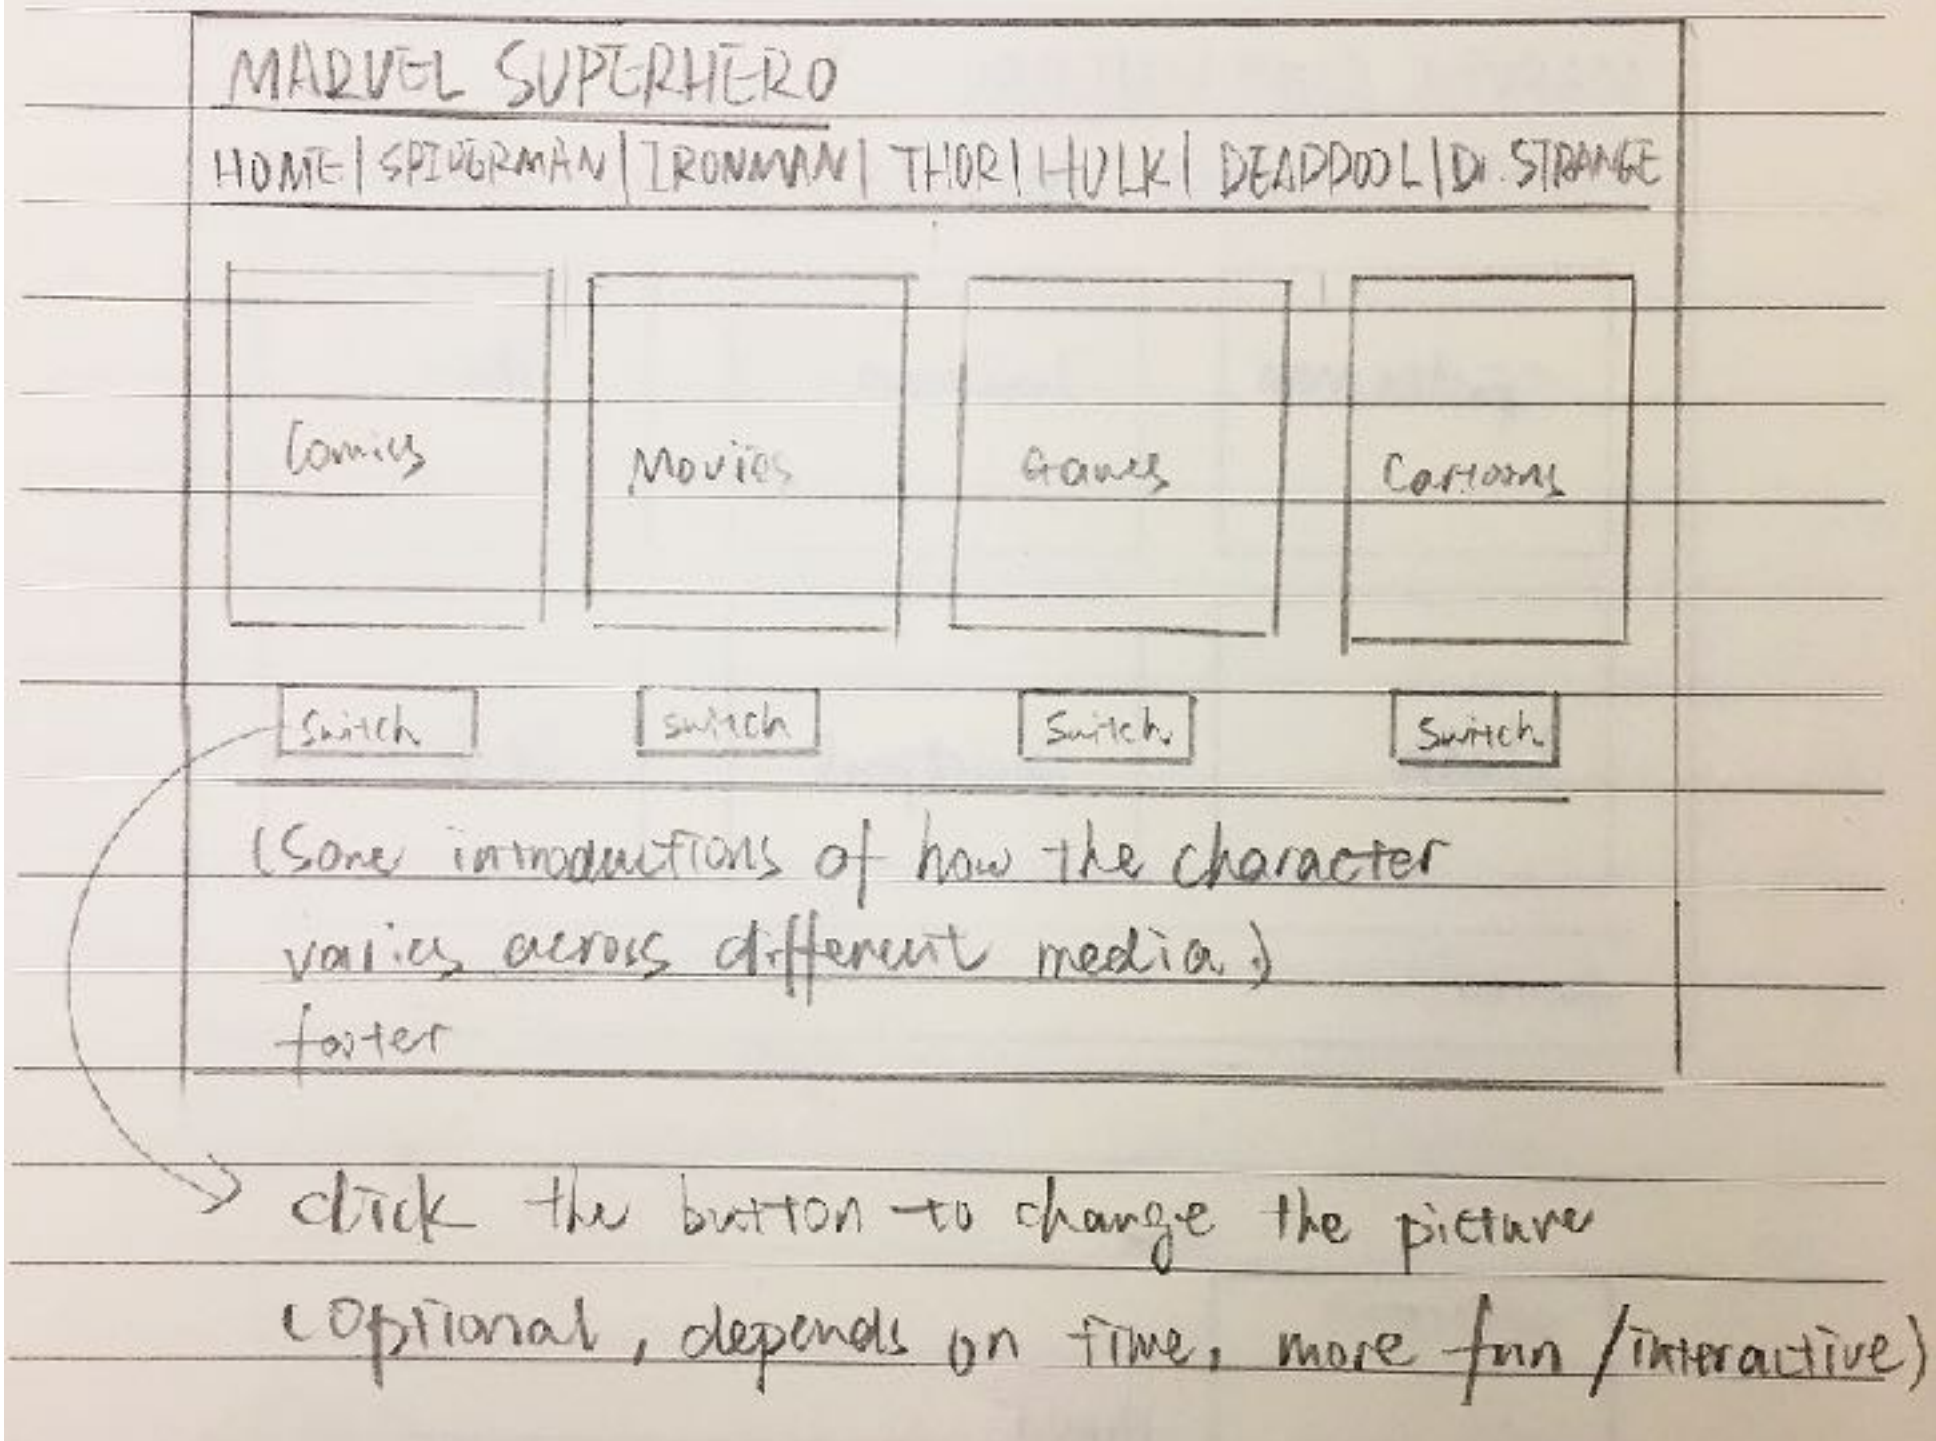 MARVEL SUPERHERO
HOME | SPIDERMAN | IRONMAN | THOR | HULK | DEADPOOL | Dr. STRANGE
Comics Movies Games Cartoons
Switch switch Switch Switch
(Some introductions of how the character
varies across different media.)
footer
click the button to change the picture
(optional, depends on time, more fun / interactive)